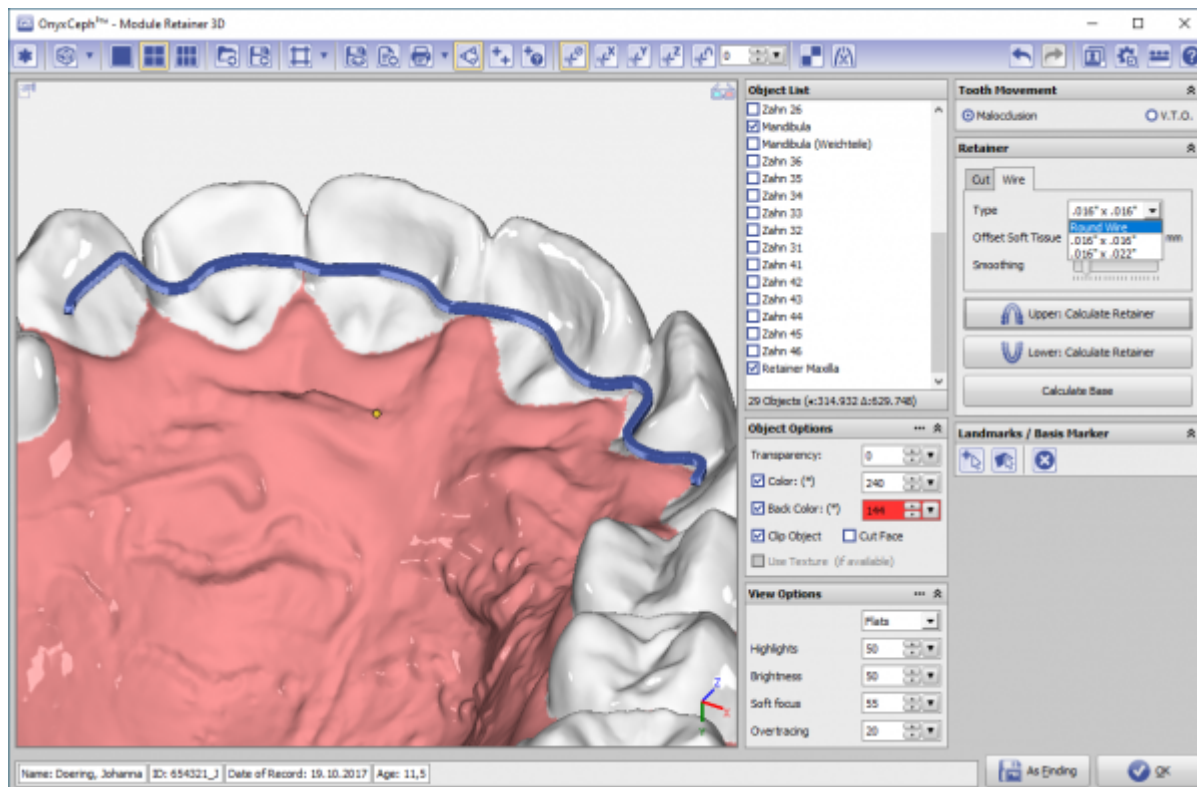 OnyxCeph³™ - Module Retainer 3D
0
Object List
Zahn 26
Mandibula
Mandibula (Weichteile)
Zahn 36
Zahn 35
Zahn 34
Zahn 33
Zahn 32
Zahn 31
Zahn 41
Zahn 42
Zahn 43
Zahn 44
Zahn 45
Zahn 46
Retainer Maxilla
29 Objects (•:314.932 Δ:629.748)
Object Options
Transparency: 0
Color: (*) 240
Back Color: (*) 144
Clip Object Cut Face
Use Texture (if available)
View Options
Flats
Highlights 50
Brightness 50
Soft focus 55
Overtracing 20
Tooth Movement
Malocclusion V.T.O.
Retainer
Cut Wire
Type .016" x .016"
Round Wire
Offset Soft Tissue .016" x .016" mm
.016" x .022"
Smoothing
Upper: Calculate Retainer
Lower: Calculate Retainer
Calculate Base
Landmarks / Basis Marker
Z
X
Y
Name: Doering, Johanna ID: 654321_J Date of Record: 19.10.2017 Age: 11,5
As Finding
OK